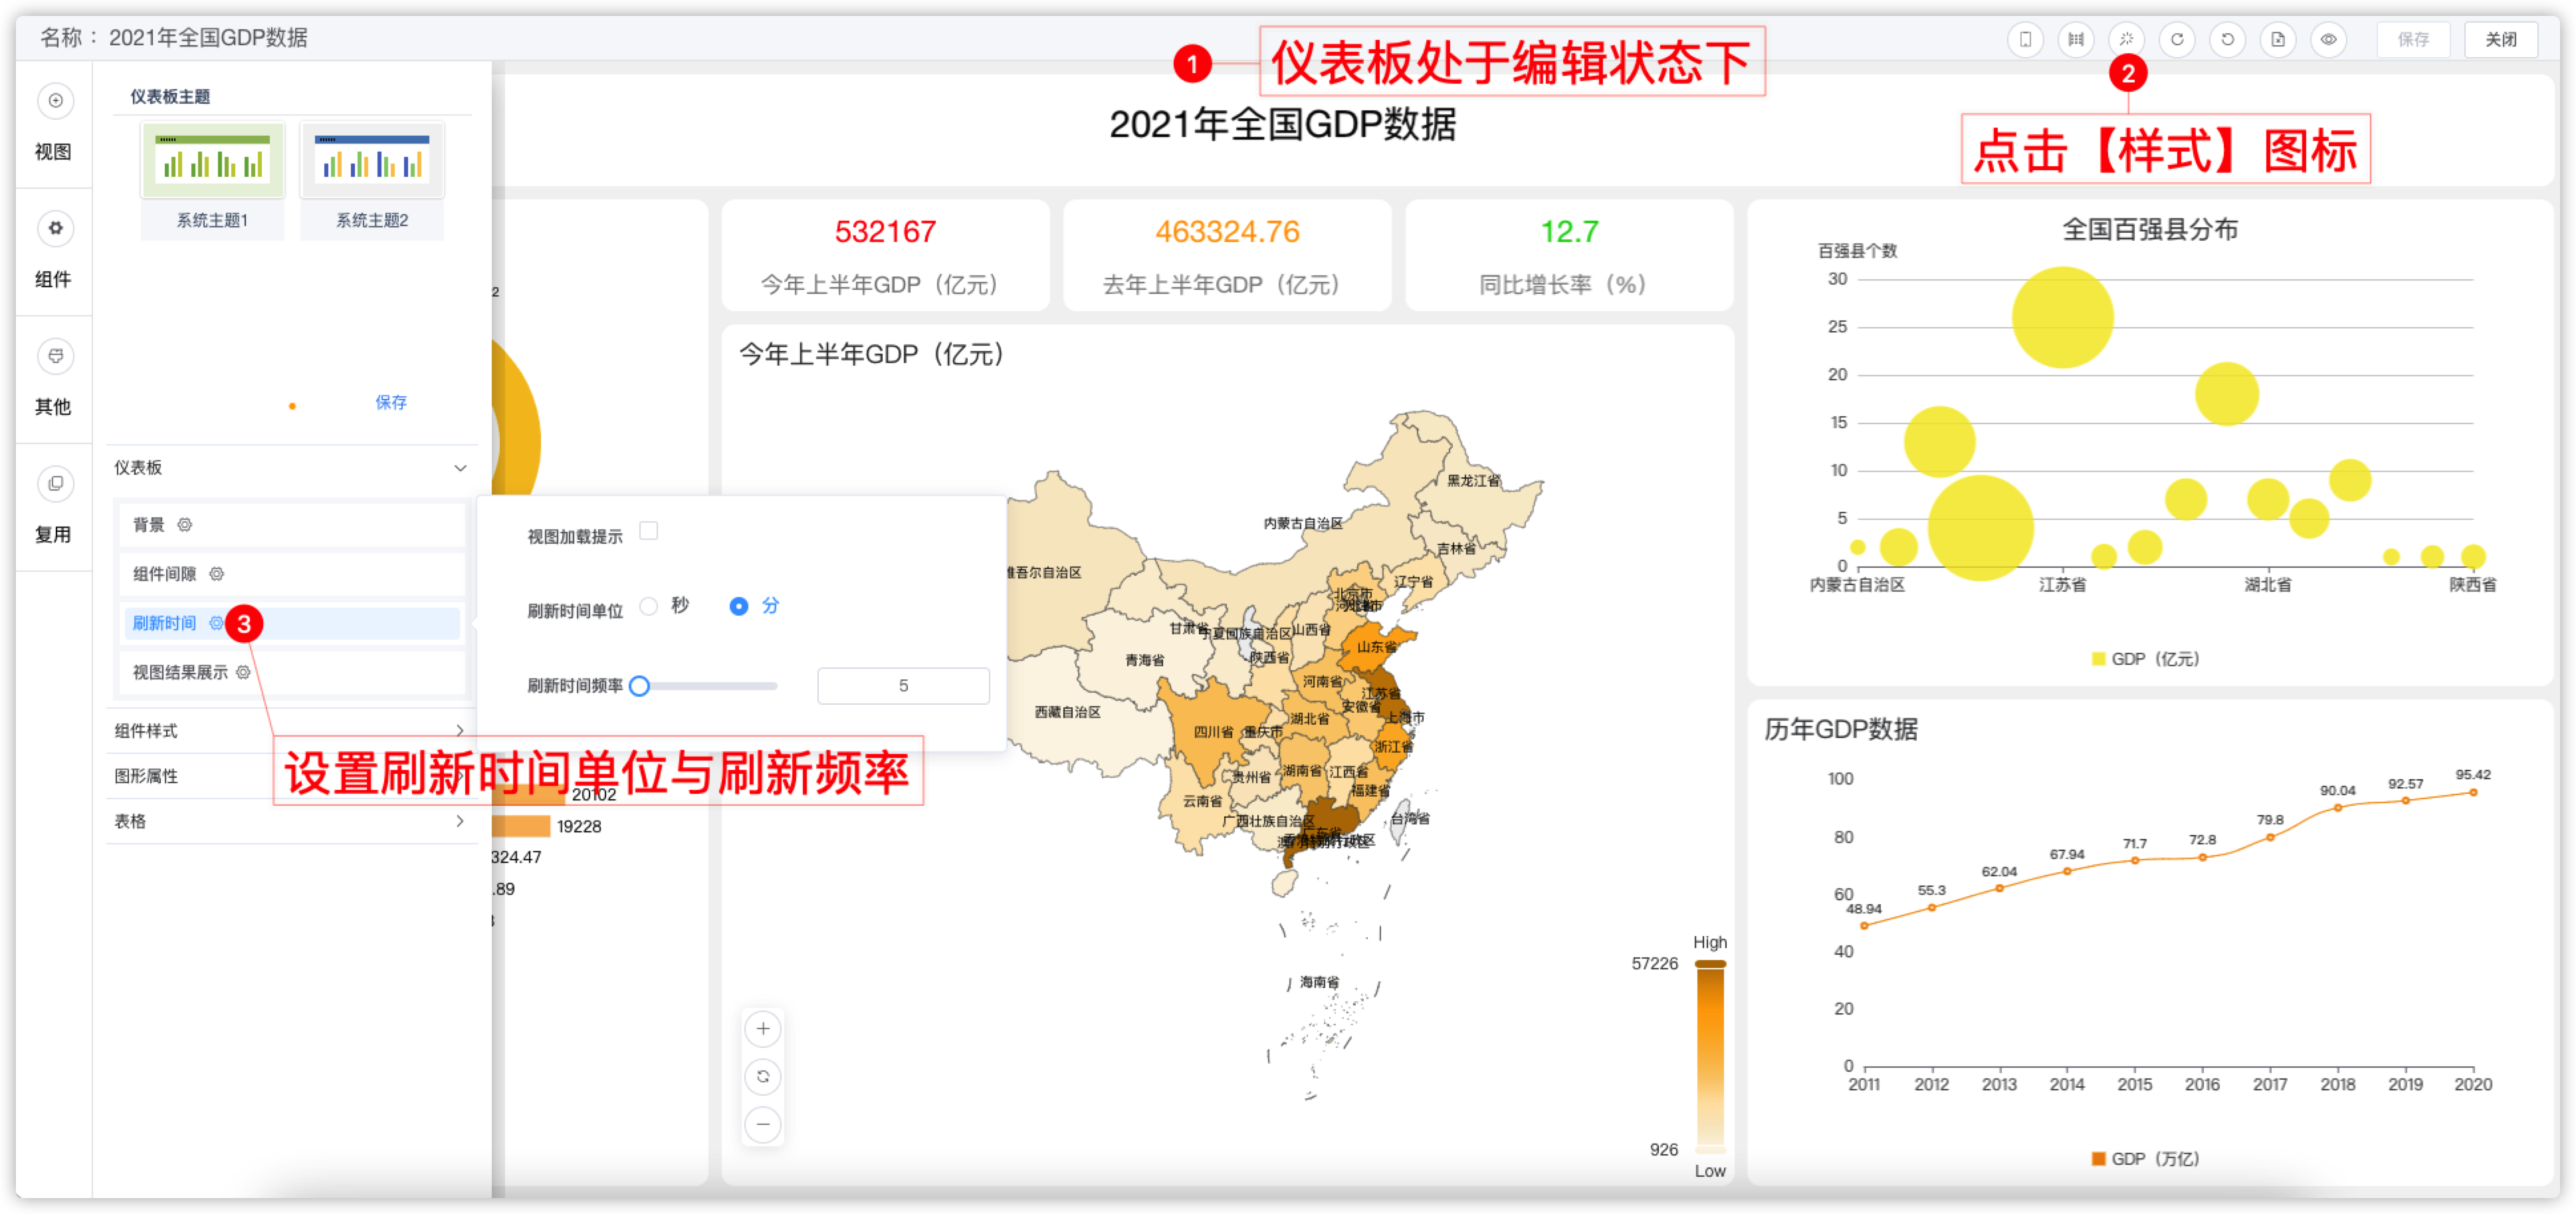 名称： 2021年全国GDP数据
1 仪表板处于编辑状态下
保存
关闭
2
点击【样式】图标
视图
组件
其他
复用
仪表板主题
系统主题1
系统主题2
保存
仪表板
背景
组件间隙
刷新时间
3
视图结果展示
组件样式
图形属性
表格
视图加载提示
刷新时间单位 秒 分
刷新时间频率 5
设置刷新时间单位与刷新频率
2021年全国GDP数据
2
20102
19228
324.47
.89
532167
今年上半年GDP（亿元）
463324.76
去年上半年GDP（亿元）
12.7
同比增长率（%）
今年上半年GDP（亿元）
黑龙江省
内蒙古自治区
吉林省
维吾尔自治区
辽宁省
北京市
甘肃省
宁夏回族自治区
山西省
山东省
青海省
陕西省
河南省
江苏省
西藏自治区
安徽省
上海市
湖北省
四川省
重庆市
浙江省
湖南省
江西省
贵州省
福建省
云南省
广西壮族自治区
广东省
台湾省
海南省
High
57226
926
Low
全国百强县分布
百强县个数
30
25
20
15
10
5
0
内蒙古自治区
江苏省
湖北省
陕西省
GDP（亿元）
历年GDP数据
100
80
60
40
20
0
48.94
55.3
62.04
67.94
71.7
72.8
79.8
90.04
92.57
95.42
2011
2012
2013
2014
2015
2016
2017
2018
2019
2020
GDP（万亿）